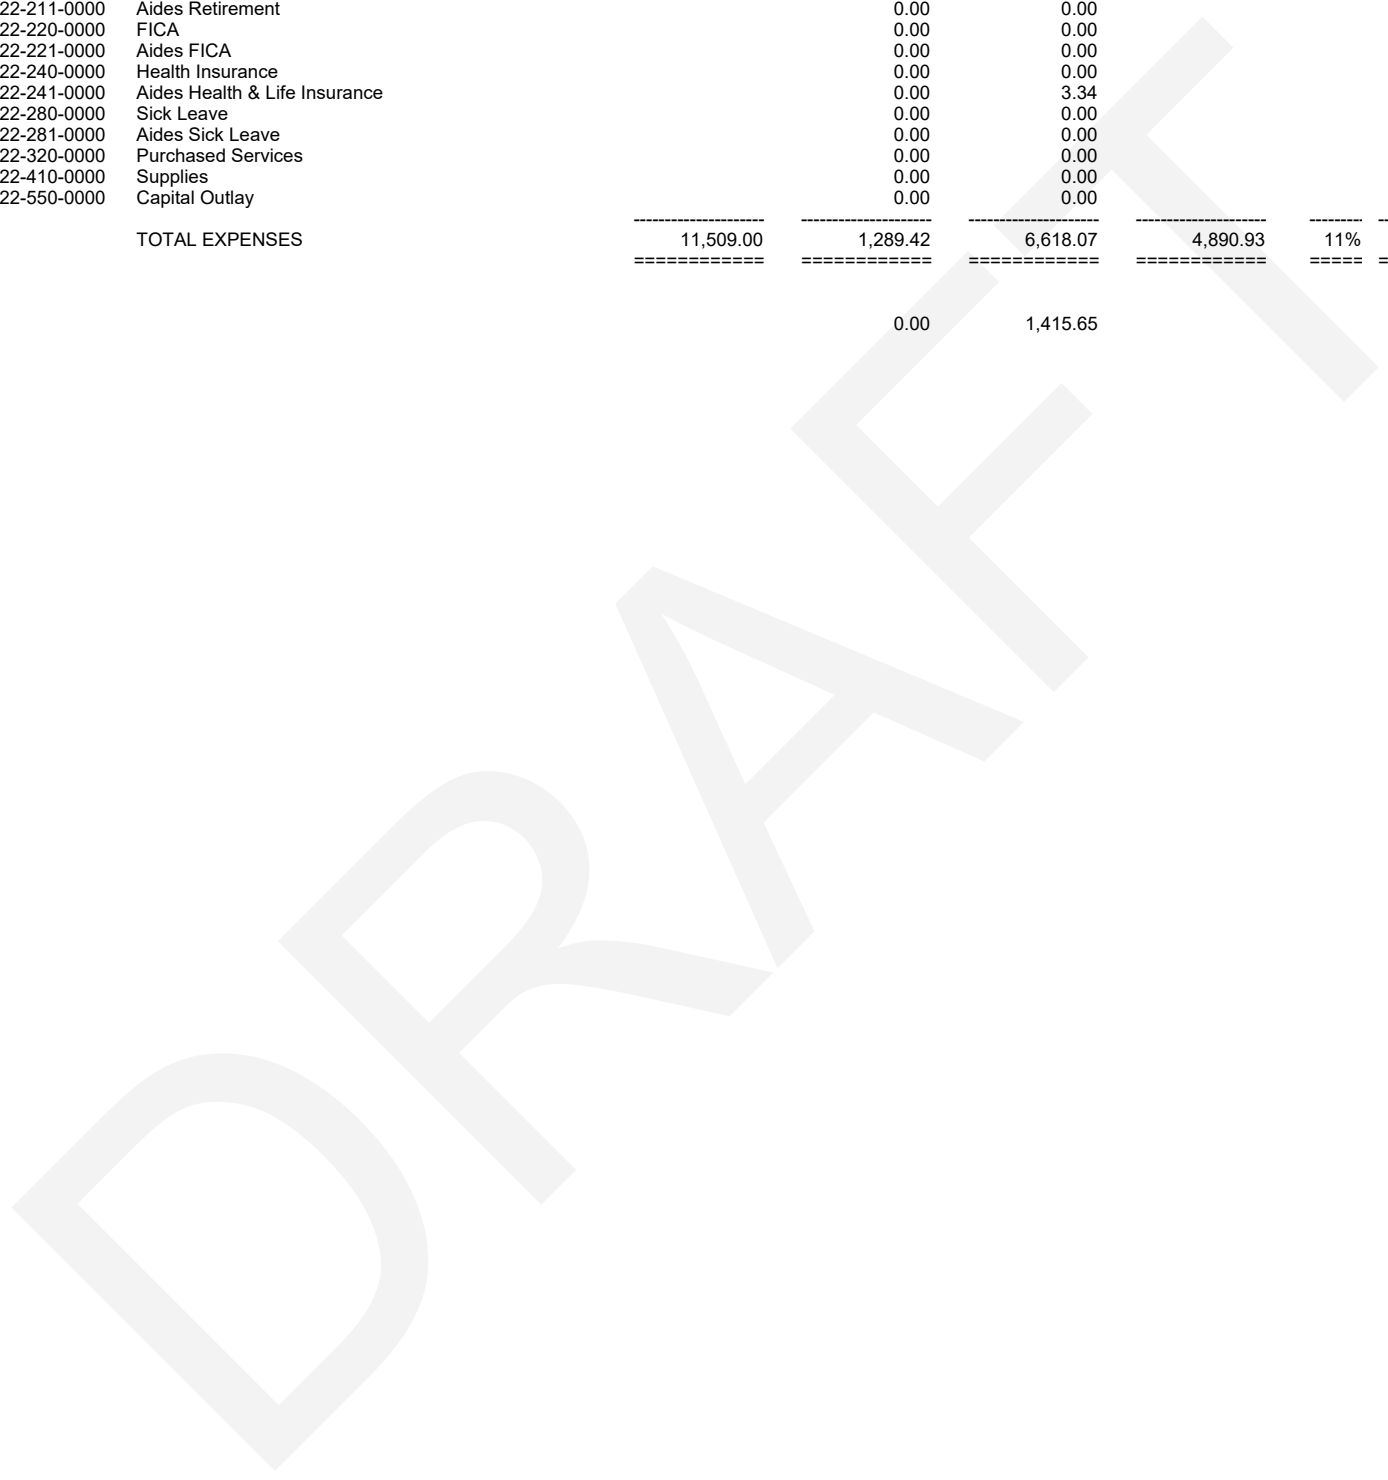 22-211-0000 Aides Retirement 0.00 0.00
22-220-0000 FICA 0.00 0.00
22-221-0000 Aides FICA 0.00 0.00
22-240-0000 Health Insurance 0.00 0.00
22-241-0000 Aides Health & Life Insurance 0.00 3.34
22-280-0000 Sick Leave 0.00 0.00
22-281-0000 Aides Sick Leave 0.00 0.00
22-320-0000 Purchased Services 0.00 0.00
22-410-0000 Supplies 0.00 0.00
22-550-0000 Capital Outlay 0.00 0.00
TOTAL EXPENSES 11,509.00 1,289.42 6,618.07 4,890.93 11%
0.00 1,415.65
DRAFT